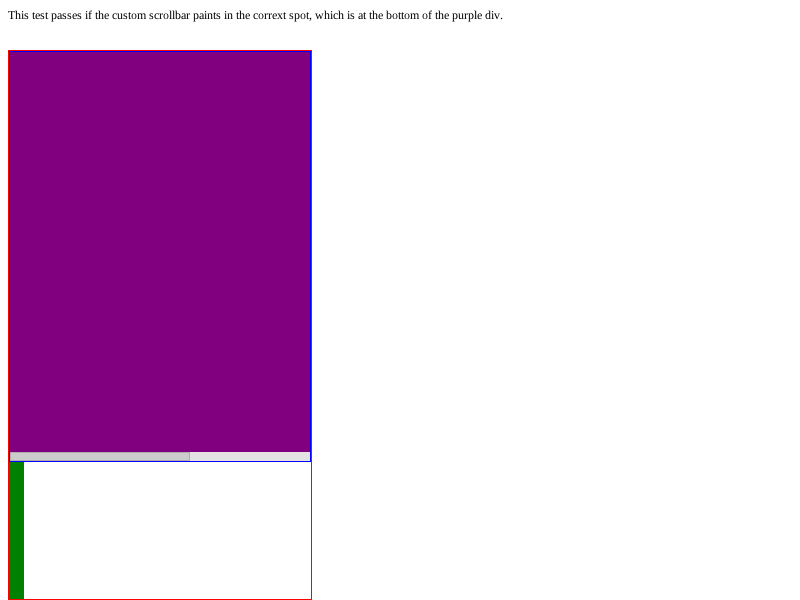 This test passes if the custom scrollbar paints in the corrext spot, which is at the bottom of the purple div.